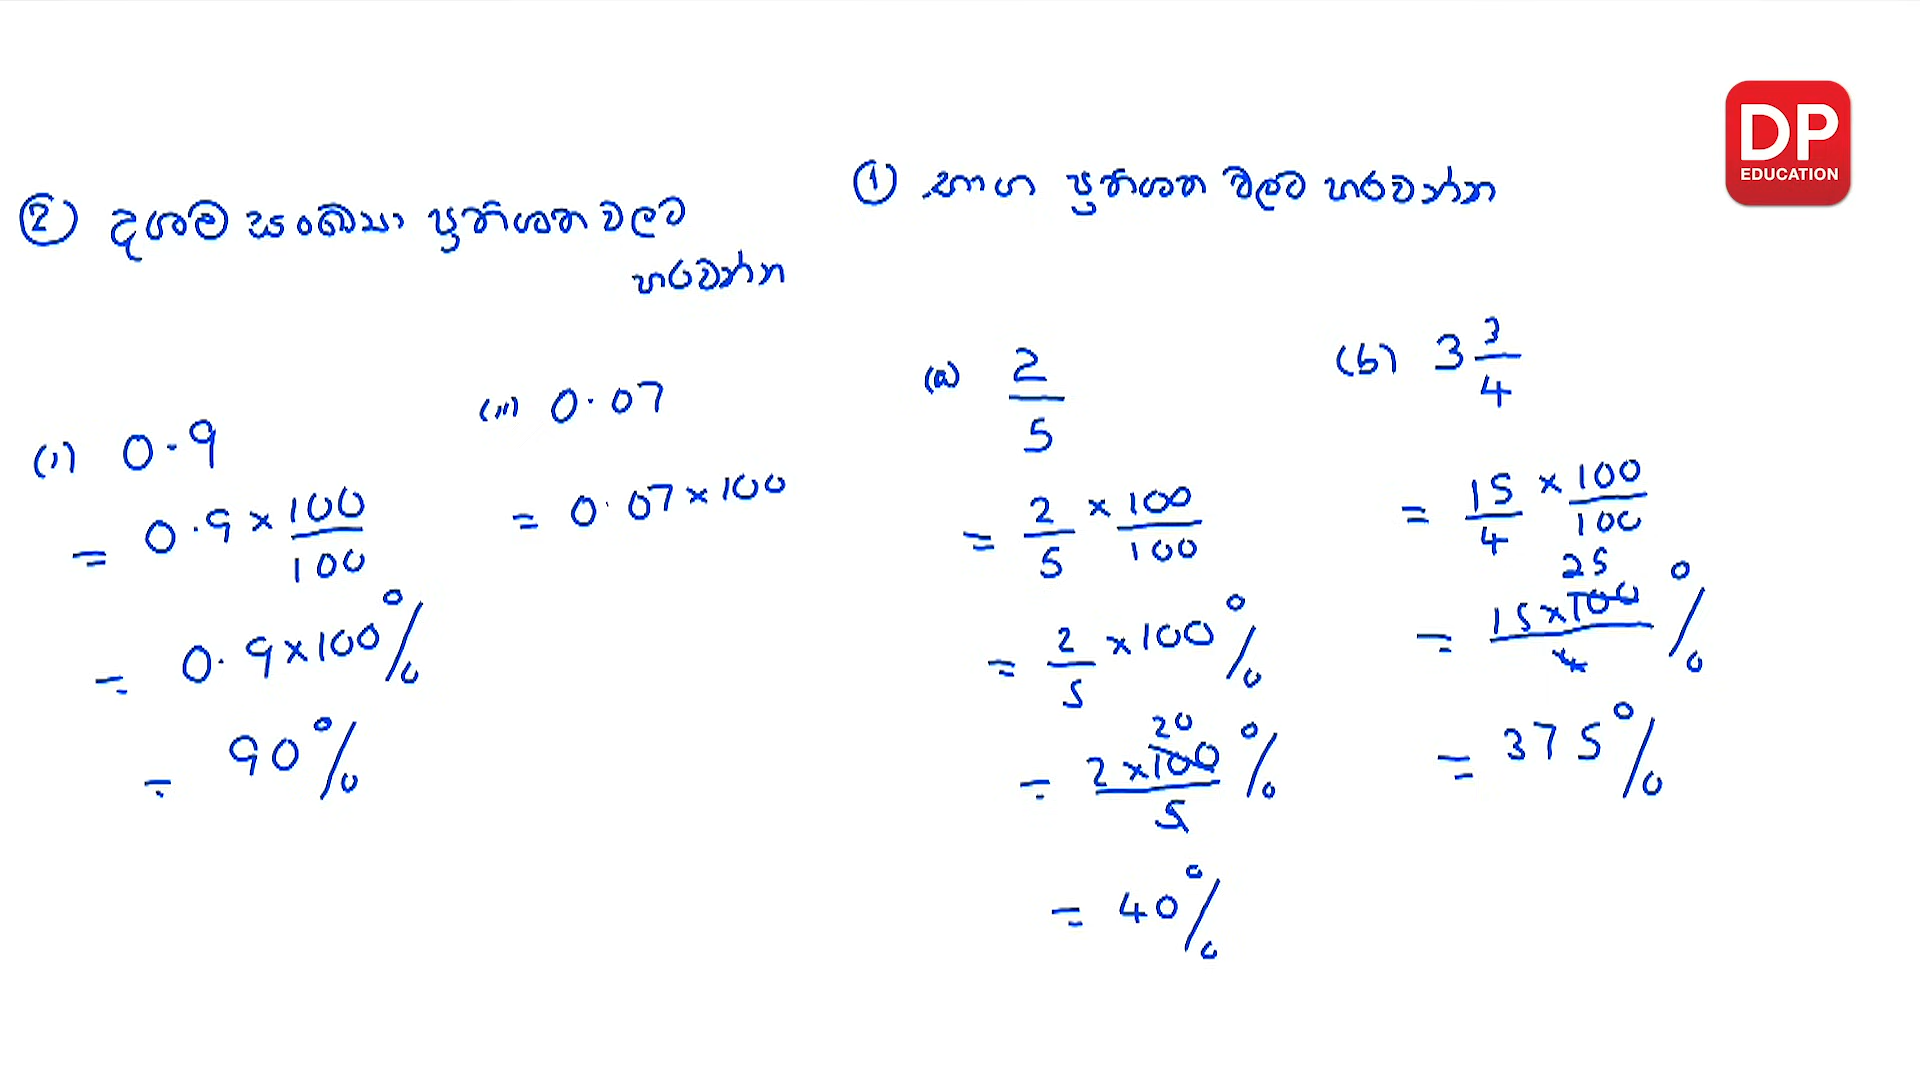 ② දශම සංඛ්‍යා ප්‍රතිශත වලට
හරවන්න
(i) 0.9
= 0.9 × 100/100
= 0.9 × 100 %
= 90 %
(ii) 0.07
= 0.07 × 100
① භාග ප්‍රතිශත වලට හරවන්න
(a) 2/5
= 2/5 × 100/100
= 2/5 × 100 %
20
= 2 × 100/5 %
= 40 %
(b) 3 3/4
= 15/4 × 100/100
25
= 15 × 100/4 %
= 375 %
DP
EDUCATION